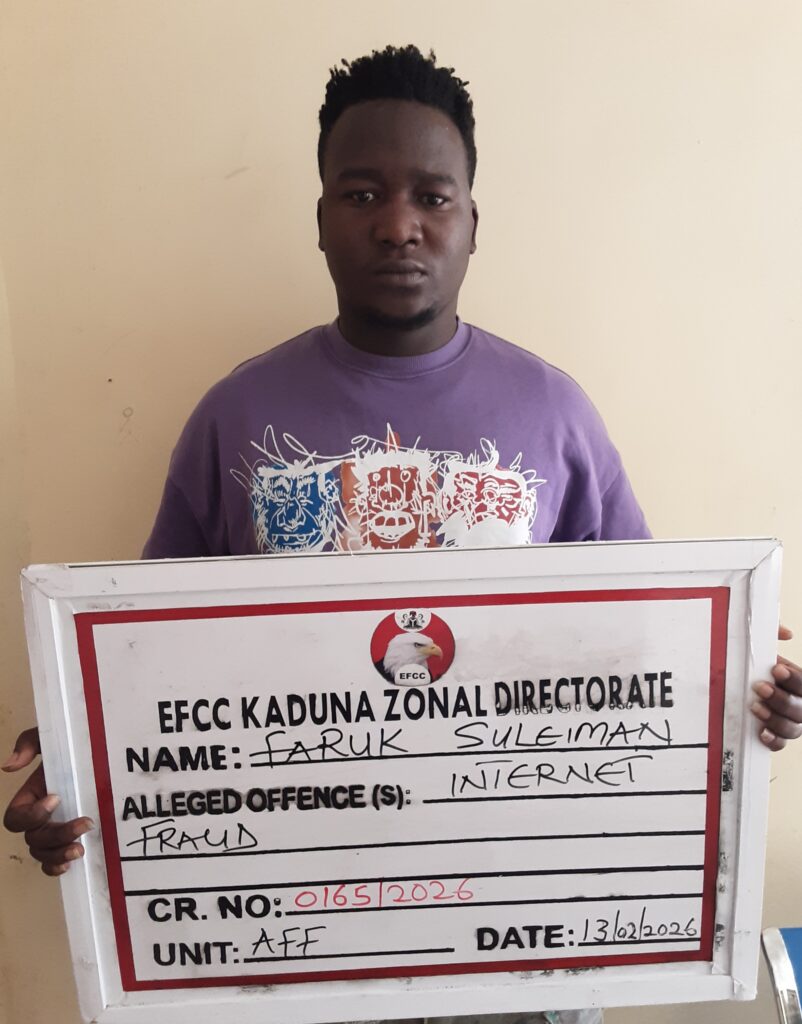 EFCC
EFCC KADUNA ZONAL DIRECTORATE
NAME: FARUK SULEIMAN
ALLEGED OFFENCE (S): INTERNET
FRAUD
CR. NO: 0165/2026
UNIT: AFF DATE: 13/02/2026